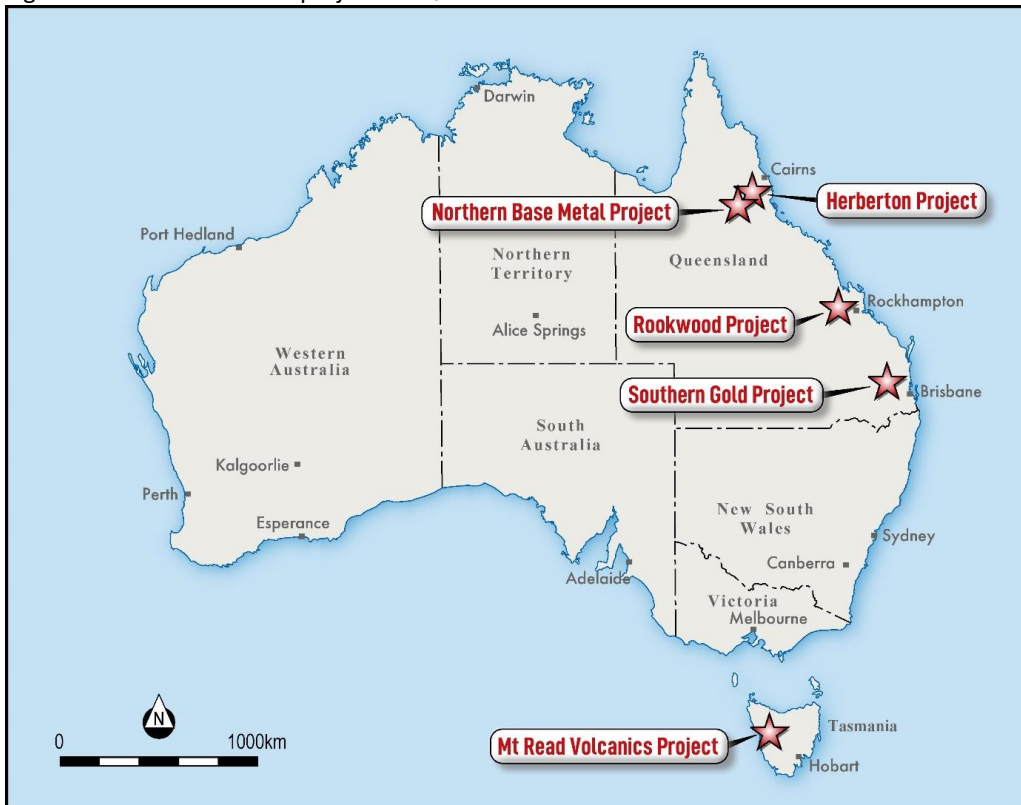 Darwin
Cairns
Herberton Project
Northern Base Metal Project
Port Hedland
Northern
Territory
Queensland
Rockhampton
Rookwood Project
Alice Springs
Western
Australia
Southern Gold Project
Brisbane
South
Australia
Kalgoorlie
Perth
New South
Wales
Esperance
Sydney
Canberra
Adelaide
Victoria
Melbourne
N
Tasmania
0 1000km
Mt Read Volcanics Project
Hobart